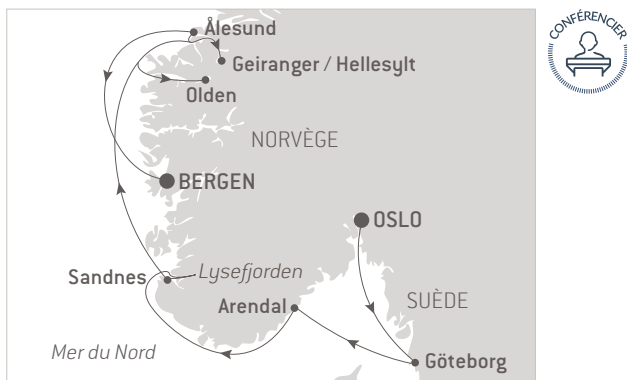 CONFÉRENCIER
Ålesund
Geiranger / Hellesylt
Olden
NORVÈGE
BERGEN
OSLO
Sandnes
Lysefjorden
Arendal
SUÈDE
Mer du Nord
Göteborg